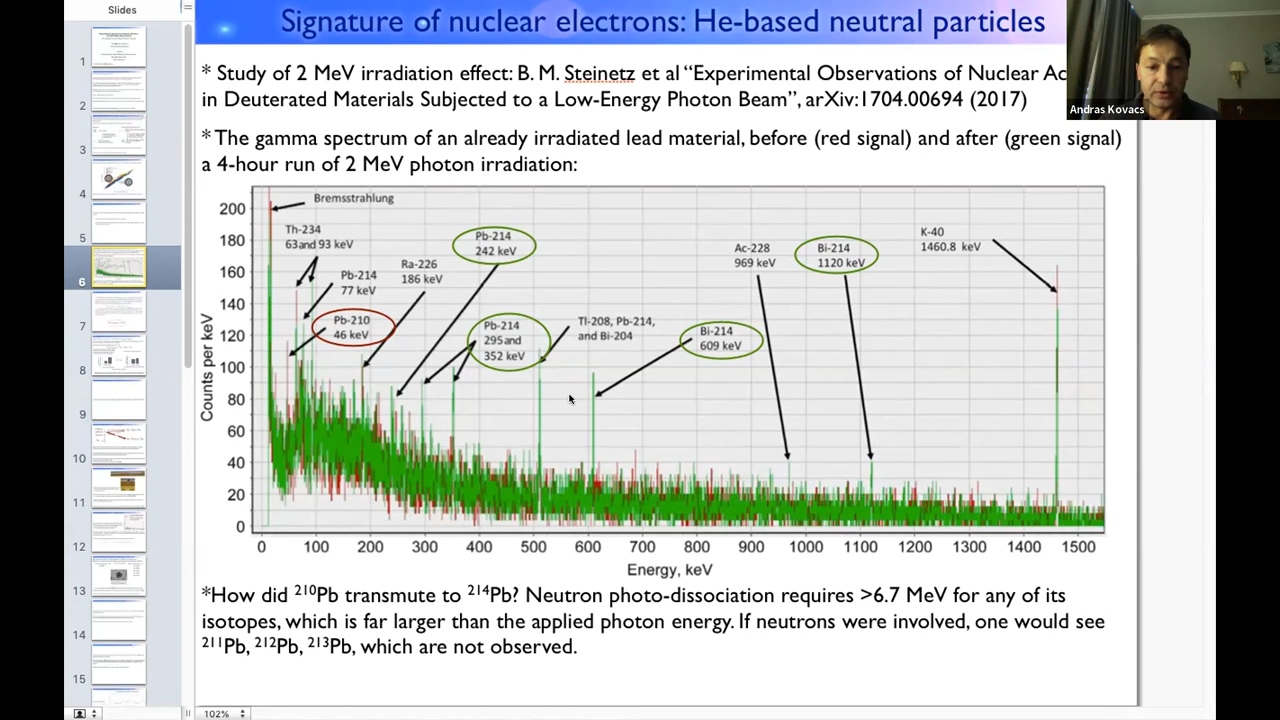 Slides
Signature of nuclear electrons: He-based neutral particles
Andras Kovacs
* Study of 2 MeV irradiation effect: B. M. Steinetz et al “Experimental Observations of Nuclear Ac
in Deuterated Materials Subjected to a Low-Energy Photon Beam”, arXiv:1704.00694 (2017)
* The gamma spectrum of an already irradiated lead material, before (red signal) and after (green signal)
a 4-hour run of 2 MeV photon irradiation:
Bremsstrahlung
Th-234
63and 93 keV
Pb-214
77 keV
Pb-210
46 keV
Ra-226
186 keV
Pb-214
242 keV
Pb-214
295and
352 keV
Tl-208, Pb-214,
and Bi-204
Bi-214
609 keV
Ac-228
969 keV
Bi-214
1120 keV
K-40
1460.8 keV
Counts per keV
200
180
160
140
120
100
80
60
40
20
0
0 100 200 300 400 500 600 700 800 900 1000 1100 1200 1300 1400 1500
Energy, keV
*How did ²¹⁰Pb transmute to ²¹⁴Pb? Neutron photo-dissociation requires >6.7 MeV for any of its
isotopes, which is far larger than the applied photon energy. If neutrons were involved, one would see
²¹¹Pb, ²¹²Pb, ²¹³Pb, which are not observed.
1
2
3
4
5
6
7
8
9
10
11
12
13
14
15
102%